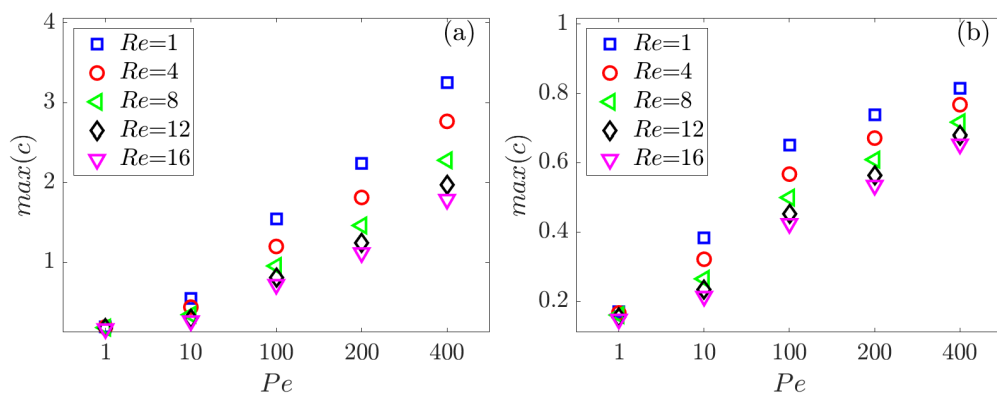 (a)
Re=1
Re=4
Re=8
Re=12
Re=16
4
3
2
1
max(c)
1 10 100 200 400
Pe
(b)
Re=1
Re=4
Re=8
Re=12
Re=16
1
0.8
0.6
0.4
0.2
max(c)
1 10 100 200 400
Pe